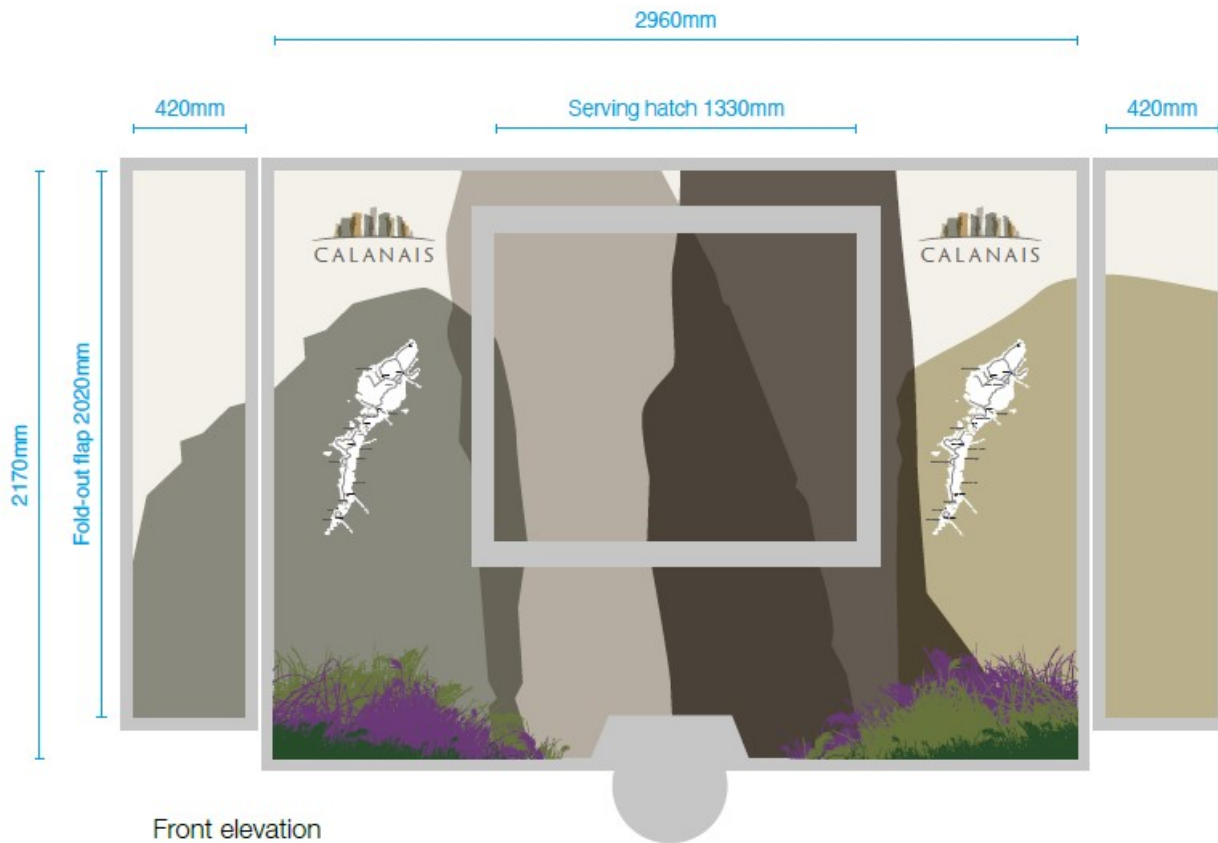 2960mm
420mm
Serving hatch 1330mm
420mm
CALANAIS
CALANAIS
Fold-out flap 2020mm
2170mm
Front elevation